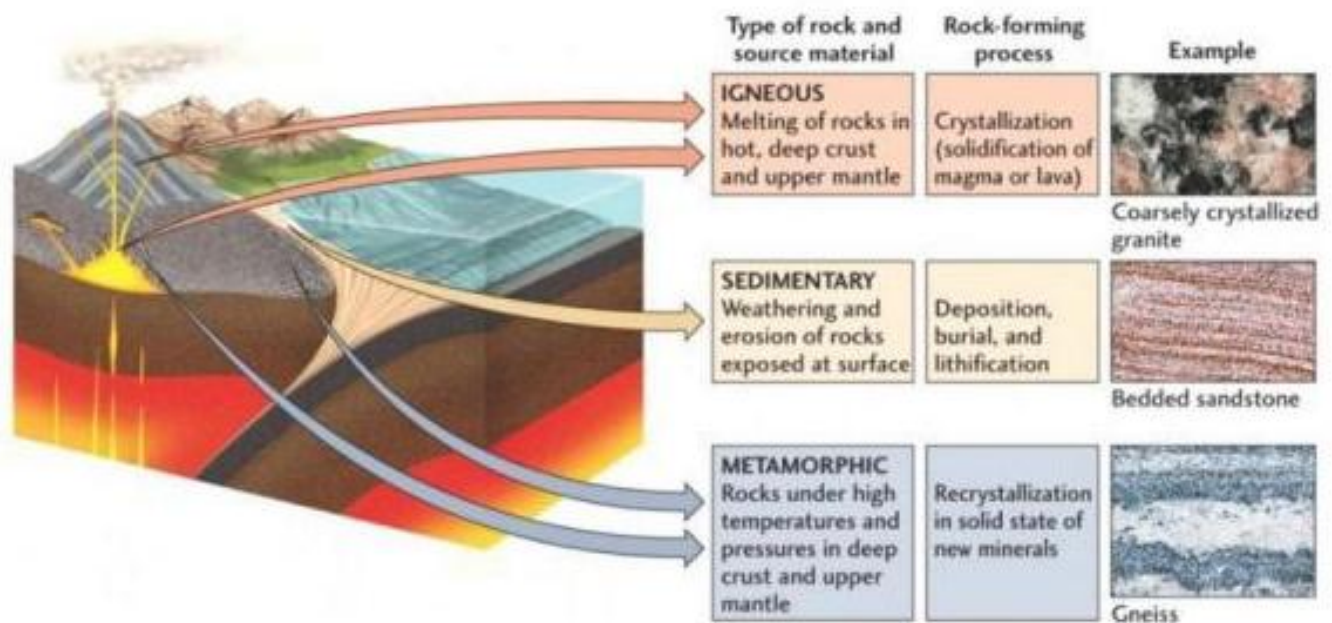 Type of rock and
source material
Rock-forming
process
Example
IGNEOUS
Melting of rocks in
hot, deep crust
and upper mantle
Crystallization
(solidification of
magma or lava)
Coarsely crystallized
granite
SEDIMENTARY
Weathering and
erosion of rocks
exposed at surface
Deposition,
burial, and
lithification
Bedded sandstone
METAMORPHIC
Rocks under high
temperatures and
pressures in deep
crust and upper
mantle
Recrystallization
in solid state of
new minerals
Gneiss